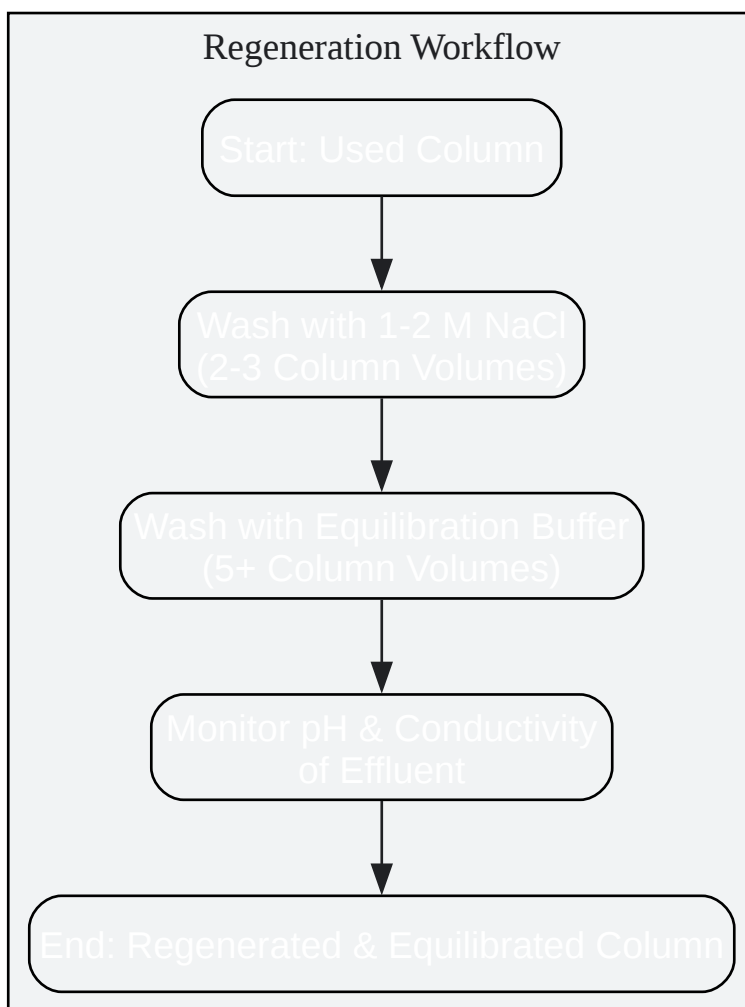 Regeneration Workflow
Start: Used Column
Wash with 1-2 M NaCl
(2-3 Column Volumes)
Wash with Equilibration Buffer
(5+ Column Volumes)
Monitor pH & Conductivity
of Effluent
End: Regenerated & Equilibrated Column